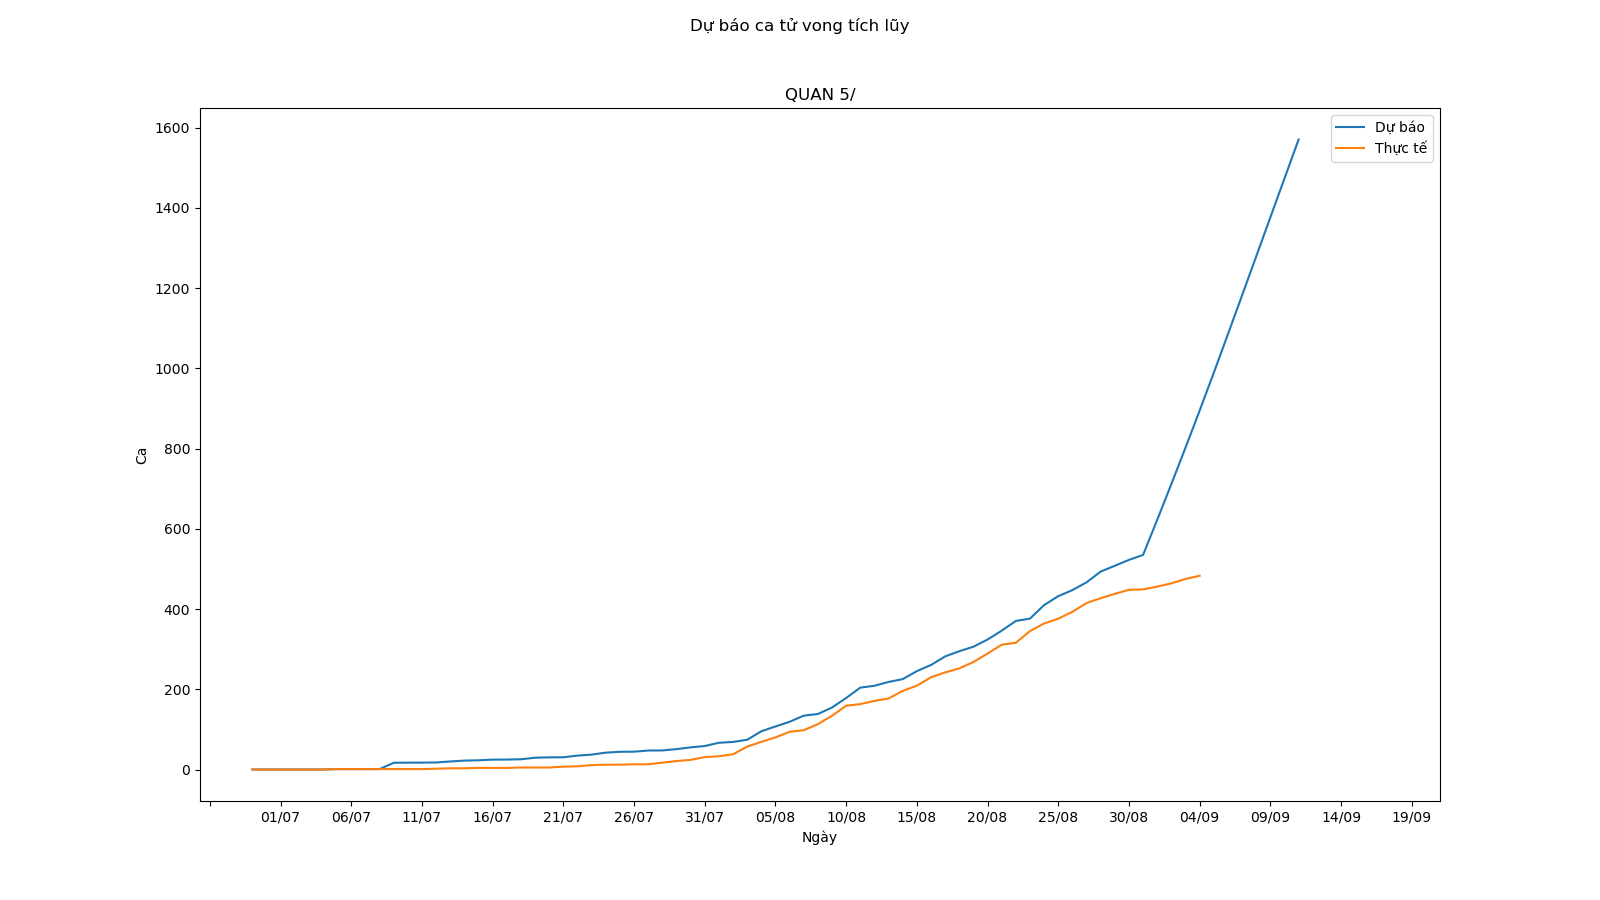 Dự báo ca tử vong tích lũy
QUAN 5/
Dự báo
Thực tế
1600
1400
1200
1000
800
600
400
200
0
Ca
01/07 06/07 11/07 16/07 21/07 26/07 31/07 05/08 10/08 15/08 20/08 25/08 30/08 04/09 09/09 14/09 19/09
Ngày